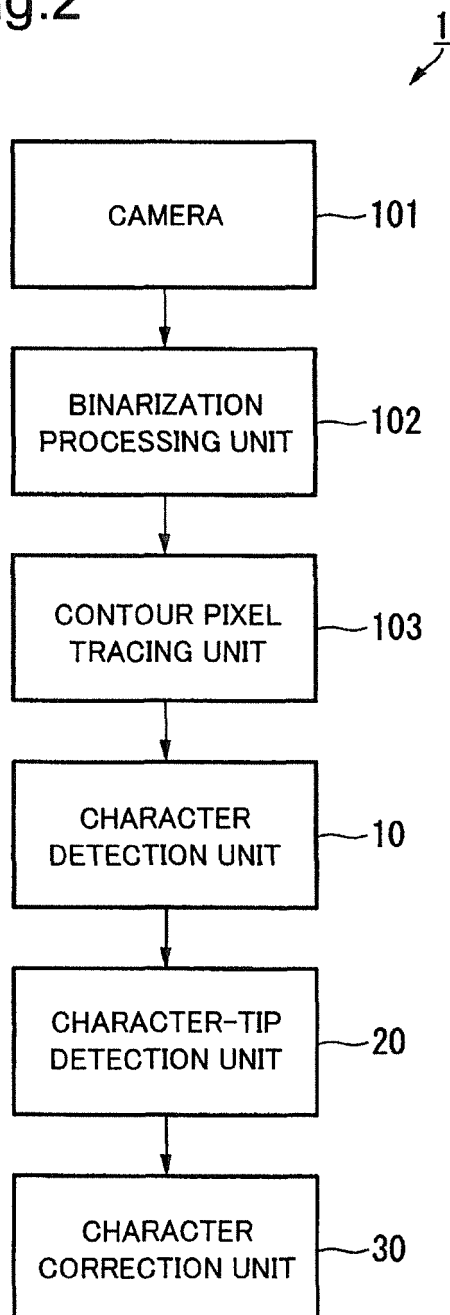 g.2
1
CAMERA
101
BINARIZATION
PROCESSING UNIT
102
CONTOUR PIXEL
TRACING UNIT
103
CHARACTER
DETECTION UNIT
10
CHARACTER-TIP
DETECTION UNIT
20
CHARACTER
CORRECTION UNIT
30